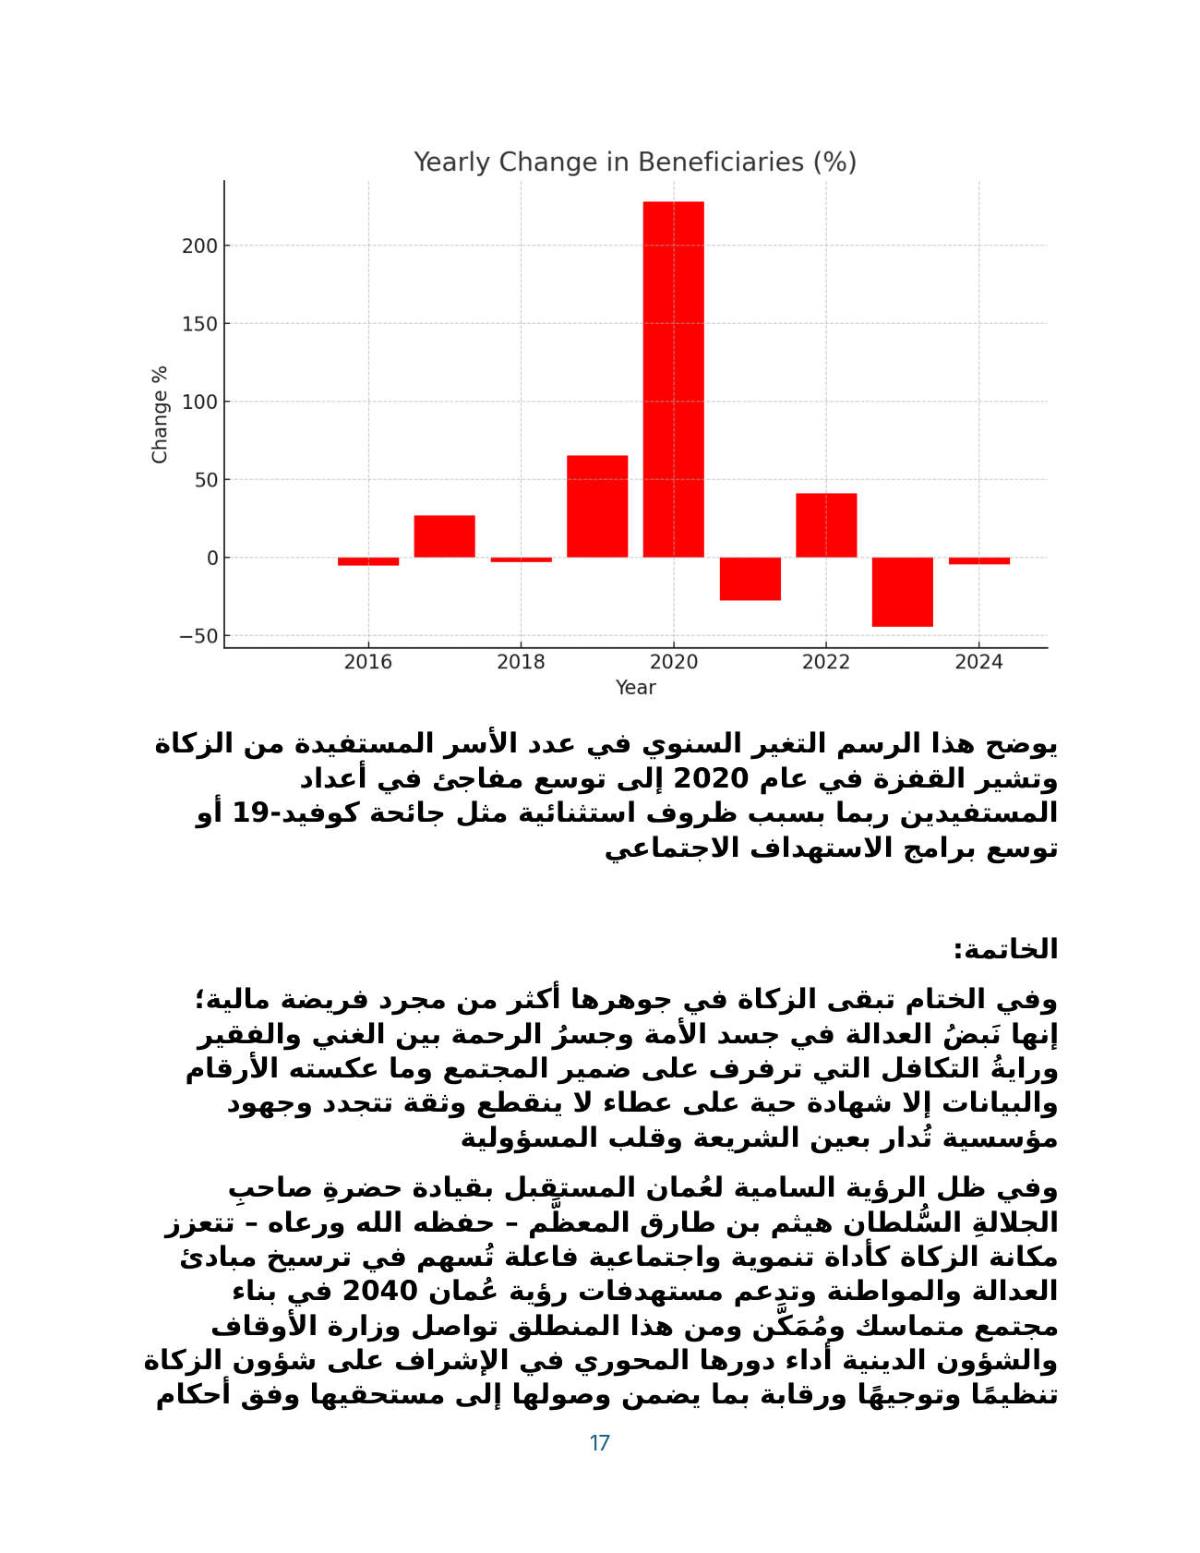 Yearly Change in Beneficiaries (%)
200
150
100
50
0
−50
Change %
2016 2018 2020 2022 2024
Year
يوضح هذا الرسم التغير السنوي في عدد الأسر المستفيدة من الزكاة
وتشير القفزة في عام 2020 إلى توسع مفاجئ في أعداد
المستفيدين ربما بسبب ظروف استثنائية مثل جائحة كوفيد-19 أو
توسع برامج الاستهداف الاجتماعي
الخاتمة:
وفي الختام تبقى الزكاة في جوهرها أكثر من مجرد فريضة مالية؛
إنها نَبضُ العدالة في جسد الأمة وجسرُ الرحمة بين الغني والفقير
ورايةُ التكافل التي ترفرف على ضمير المجتمع وما عكسته الأرقام
والبيانات إلا شهادة حية على عطاء لا ينقطع وثقة تتجدد وجهود
مؤسسية تُدار بعين الشريعة وقلب المسؤولية
وفي ظل الرؤية السامية لعُمان المستقبل بقيادة حضرةِ صاحبِ
الجلالةِ السُّلطان هيثم بن طارق المعظَّم – حفظه الله ورعاه – تتعزز
مكانة الزكاة كأداة تنموية واجتماعية فاعلة تُسهم في ترسيخ مبادئ
العدالة والمواطنة وتدعم مستهدفات رؤية عُمان 2040 في بناء
مجتمع متماسك ومُمَكَّن ومن هذا المنطلق تواصل وزارة الأوقاف
والشؤون الدينية أداء دورها المحوري في الإشراف على شؤون الزكاة
تنظيمًا وتوجيهًا ورقابة بما يضمن وصولها إلى مستحقيها وفق أحكام
17